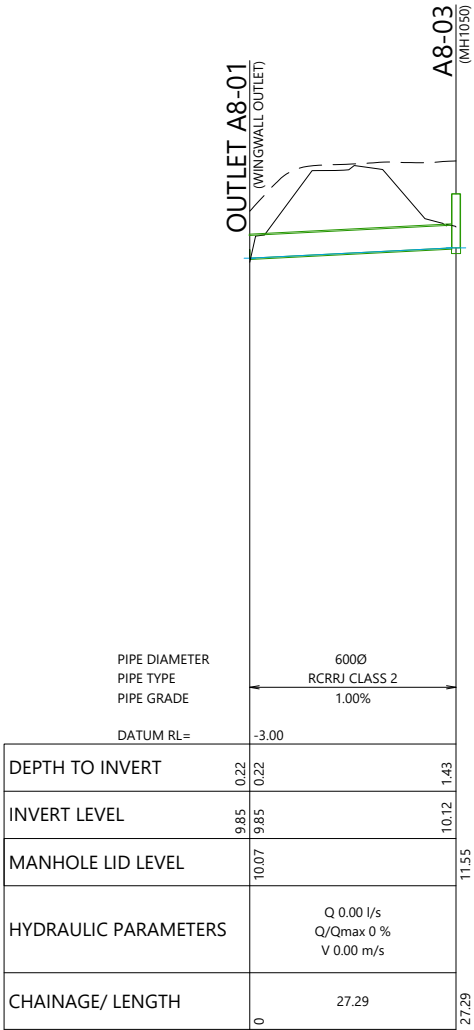 OUTLET A8-01
(WINGWALL OUTLET)
A8-03
(MH1050)
PIPE DIAMETER 600Ø
PIPE TYPE RCRRJ CLASS 2
PIPE GRADE 1.00%
DATUM RL= -3.00
DEPTH TO INVERT 0.22 0.22 1.43
INVERT LEVEL 9.85 9.85 10.12
MANHOLE LID LEVEL 10.07 11.55
HYDRAULIC PARAMETERS
Q 0.00 l/s
Q/Qmax 0 %
V 0.00 m/s
CHAINAGE/ LENGTH 0 27.29 27.29